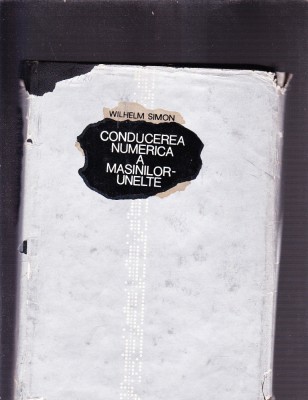 WILHELM SIMON
CONDUCEREA
NUMERICA
A
MASINILOR-
UNELTE